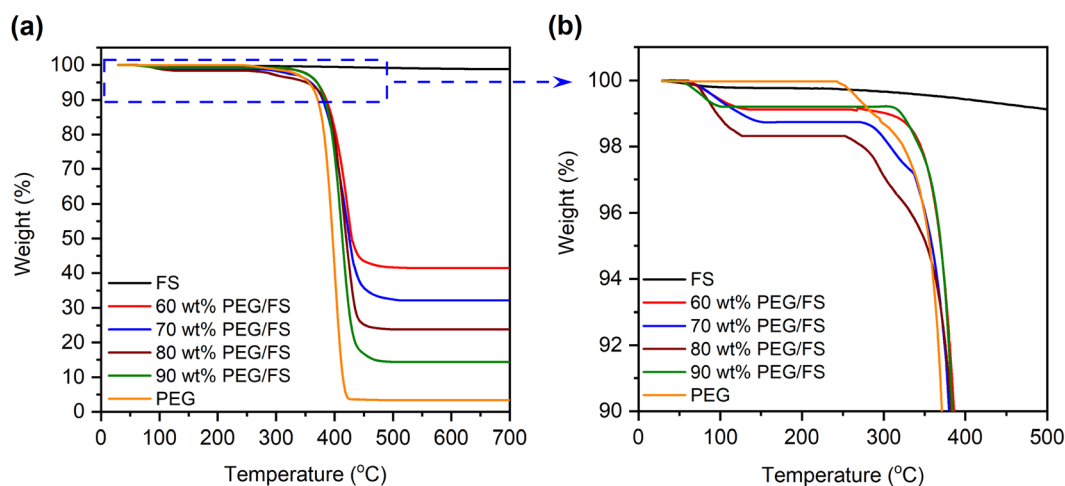 (a)
100
90
80
70
60
50
40
30
20
10
0
Weight (%)
FS
60 wt% PEG/FS
70 wt% PEG/FS
80 wt% PEG/FS
90 wt% PEG/FS
PEG
0 100 200 300 400 500 600 700
Temperature (°C)
(b)
100
98
96
94
92
90
Weight (%)
FS
60 wt% PEG/FS
70 wt% PEG/FS
80 wt% PEG/FS
90 wt% PEG/FS
PEG
0 100 200 300 400 500
Temperature (°C)